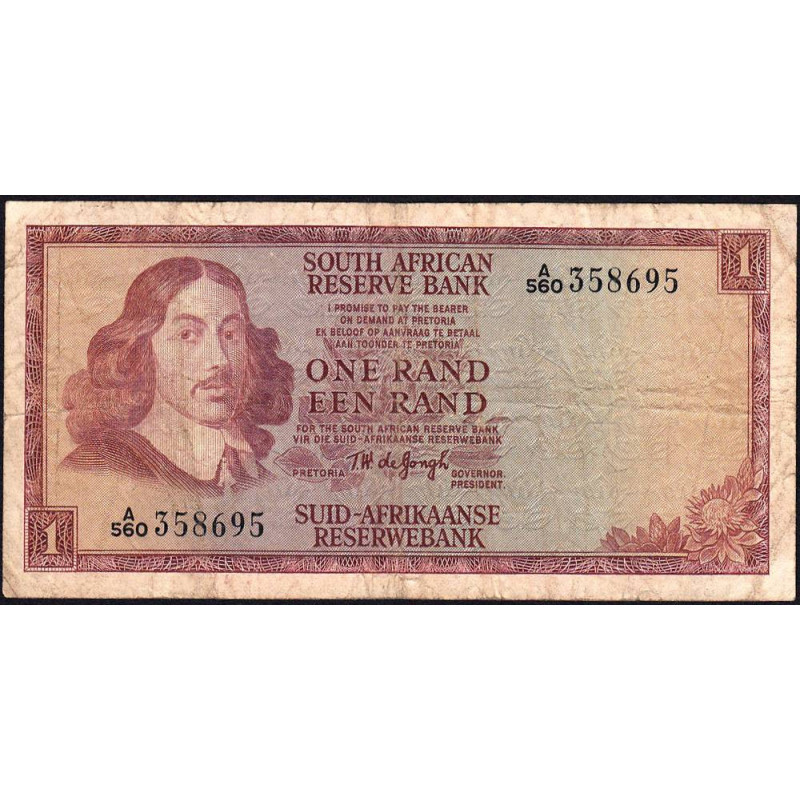 SOUTH AFRICAN
RESERVE BANK
A/560 358695
1
I PROMISE TO PAY THE BEARER
ON DEMAND AT PRETORIA
EK BELOOF OP AANVRAAG TE BETAAL
AAN TOONDER TE PRETORIA
ONE RAND
EEN RAND
FOR THE SOUTH AFRICAN RESERVE BANK
VIR DIE SUID-AFRIKAANSE RESERWEBANK
T.W. de Jongh
PRETORIA
GOVERNOR.
PRESIDENT.
1
A/560 358695
SUID-AFRIKAANSE
RESERWEBANK